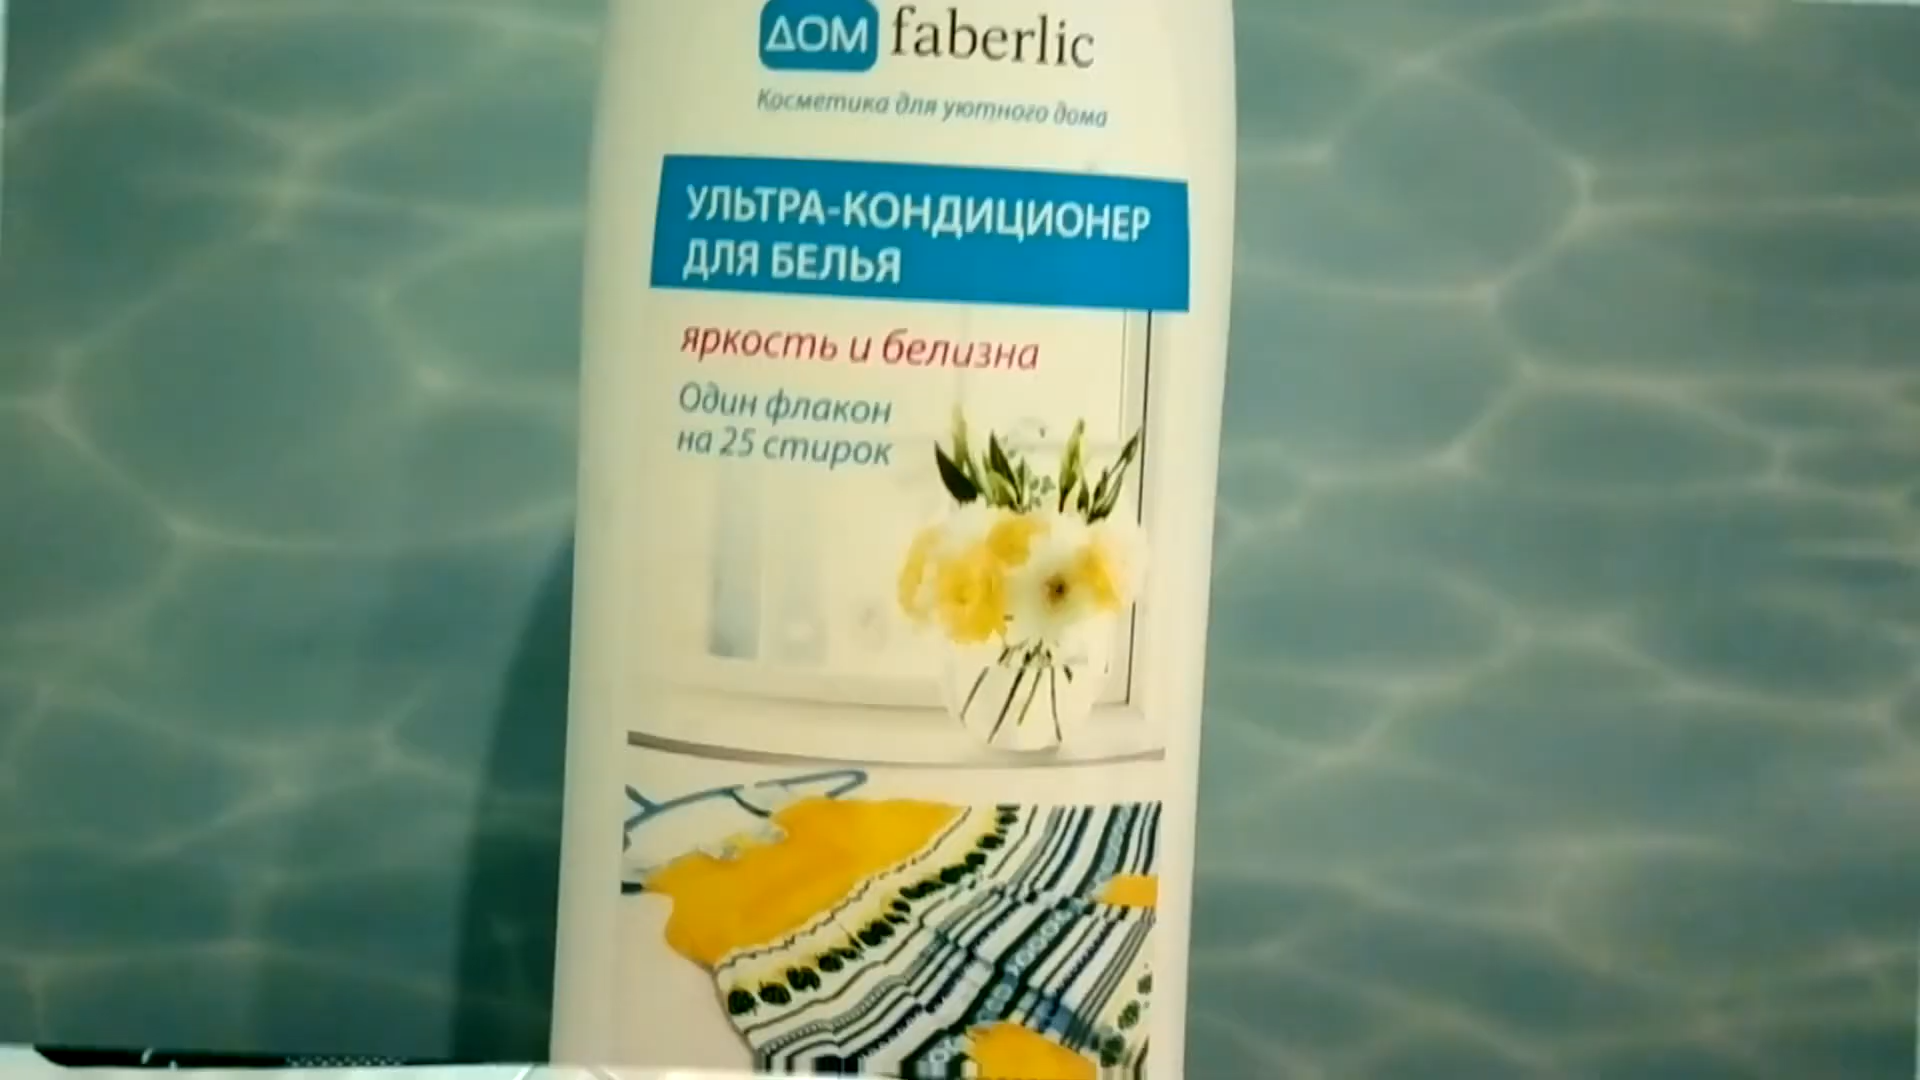 ДОМ faberlic
Косметика для уютного дома
УЛЬТРА-КОНДИЦИОНЕР
ДЛЯ БЕЛЬЯ
яркость и белизна
Один флакон
на 25 стирок